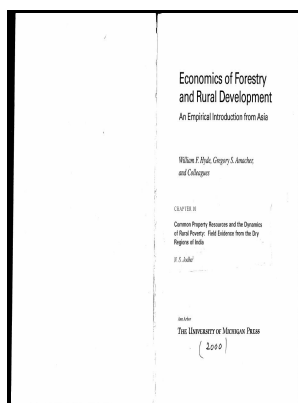 Economics of Forestry
and Rural Development
An Empirical Introduction from Asia
William F. Hyde, Gregory S. Amacher,
and Colleagues
CHAPTER 10
Common Property Resources and the Dynamics
of Rural Poverty: Field Evidence from the Dry
Regions of India
N. S. Jodha
Ann Arbor
THE UNIVERSITY OF MICHIGAN PRESS
(2000)